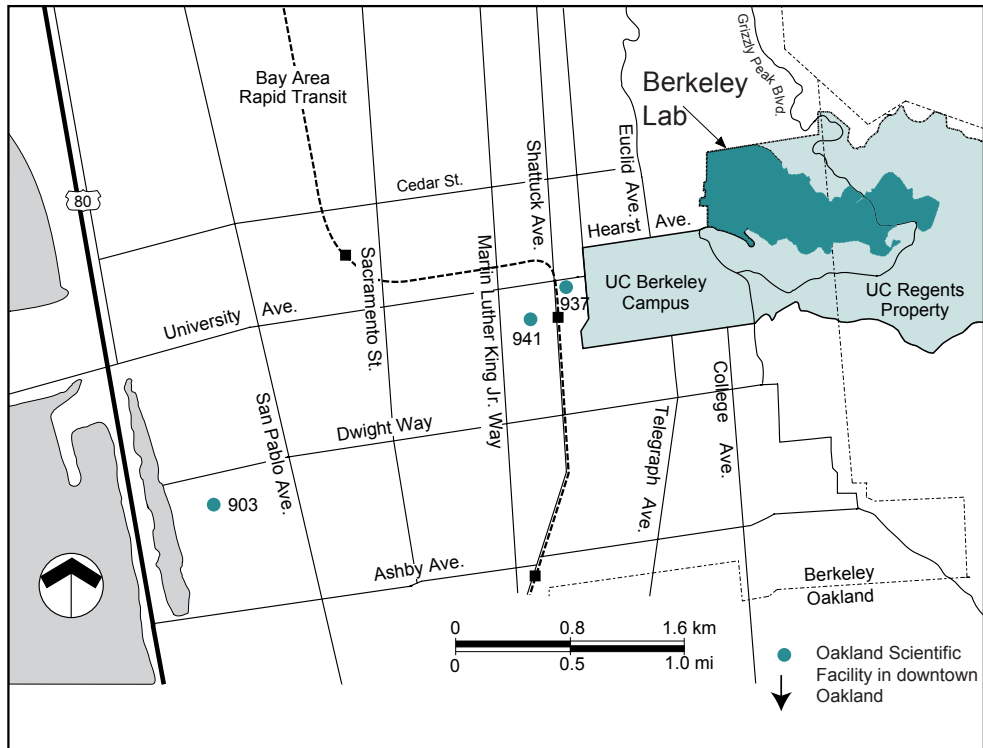 Grizzly Peak Blvd.
Bay Area
Rapid Transit
Berkeley
Lab
Shattuck Ave.
Euclid Ave.
80
Cedar St.
Hearst Ave.
Sacramento St.
Martin Luther King Jr. Way
UC Berkeley
Campus
UC Regents
Property
University Ave.
937
941
San Pablo Ave.
Dwight Way
Telegraph Ave.
College Ave.
903
Ashby Ave.
Berkeley
Oakland
0 0.8 1.6 km
0 0.5 1.0 mi
Oakland Scientific
Facility in downtown
Oakland